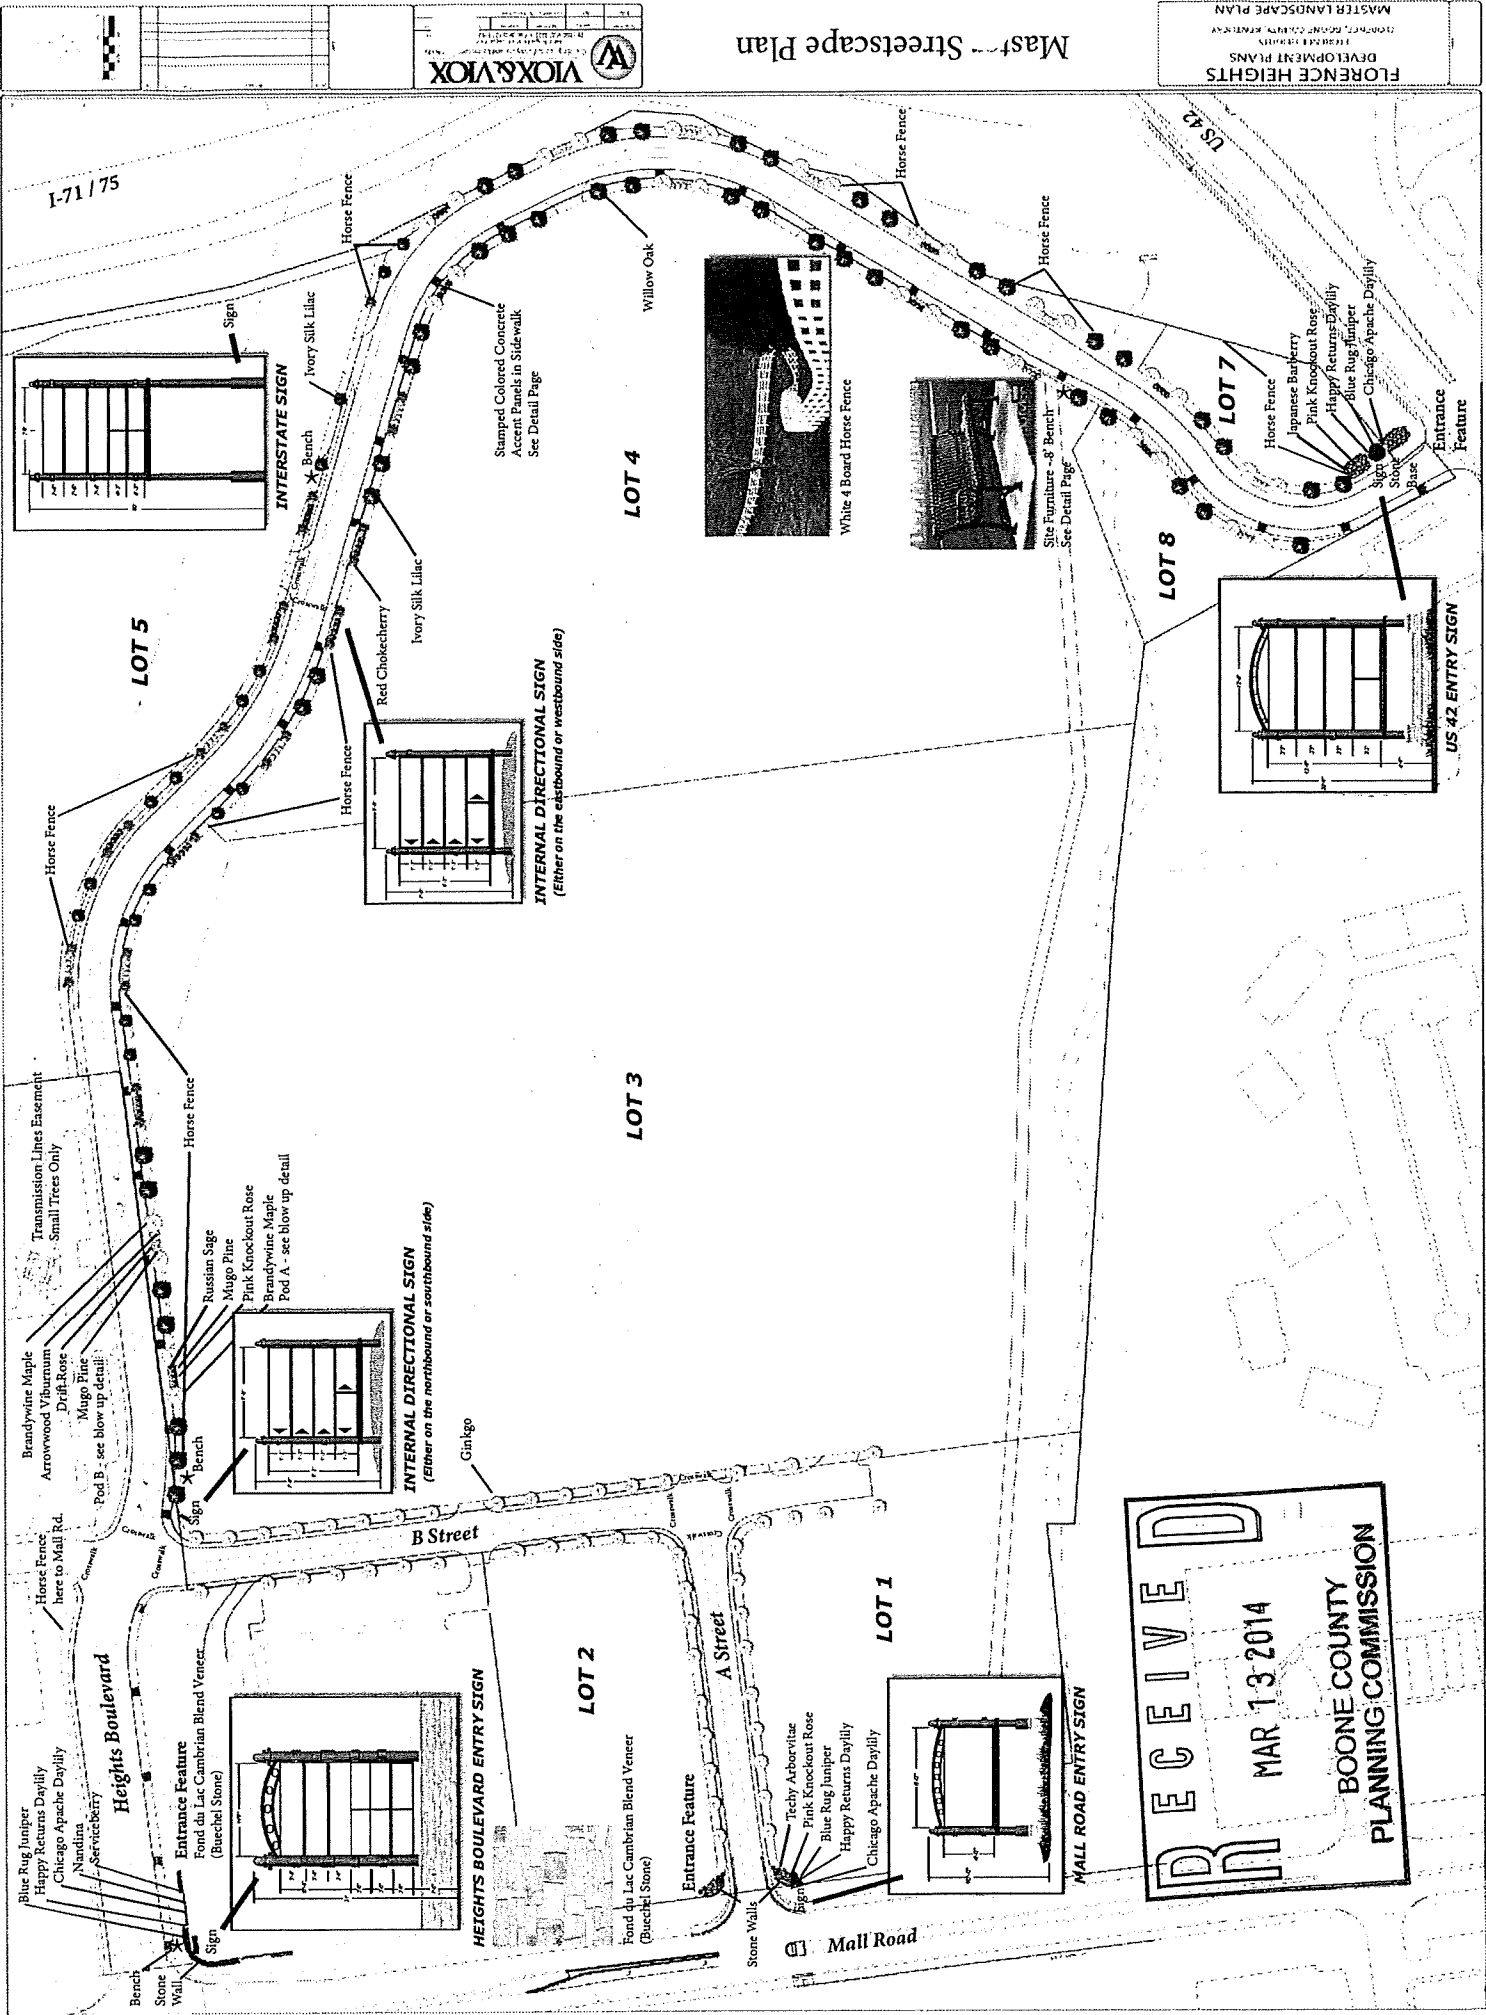 FLORENCE HEIGHTS
DEVELOPMENT PLANS
MASTER LANDSCAPE PLAN
Streetscape Plan
VIOX & VIOX
I-71 / 75
US 42
Horse Fence
Horse Fence
Horse Fence
Sign
Ivory Silk Lilac
Bench
INTERSTATE SIGN
Stamped Colored Concrete
Accent Panels in Sidewalk
See Detail Page
Willow Oak
LOT 4
White 4 Board Horse Fence
Site Furniture - 8' Bench
See Detail Page
LOT 7
Horse Fence
Japanese Barberry
Pink Knockout Rose
Happy Returns Daylily
Blue Rug Juniper
Chicago Apache Daylily
Entrance
Feature
Sign
Stone
Base
LOT 8
US 42 ENTRY SIGN
LOT 5
Crosswalk
Red Chokecherry
Ivory Silk Lilac
Horse Fence
INTERNAL DIRECTIONAL SIGN
(Either on the eastbound or westbound side)
Horse Fence
Transmission Lines Easement
Small Trees Only
Horse Fence
LOT 3
Brandywine Maple
Arrowwood Viburnum
Drift Rose
Mugo Pine
Pod B - see blow up detail
Russian Sage
Mugo Pine
Pink Knockout Rose
Brandywine Maple
Pod A - see blow up detail
Bench
Sign
INTERNAL DIRECTIONAL SIGN
(Either on the northbound or southbound side)
Ginkgo
Horse Fence
here to Mall Rd.
Crosswalk
Crosswalk
Crosswalk
B Street
Crosswalk
Crosswalk
Crosswalk
Heights Boulevard
Blue Rug Juniper
Happy Returns Daylily
Chicago Apache Daylily
Nandina
Serviceberry
Entrance Feature
Fond du Lac Cambrian Blend Veneer
(Buechel Stone)
Bench
Stone
Wall
Sign
HEIGHTS BOULEVARD ENTRY SIGN
LOT 2
Fond du Lac Cambrian Blend Veneer
(Buechel Stone)
A Street
Entrance Feature
LOT 1
Stone Walls
Techy Arborvitae
Pink Knockout Rose
Blue Rug Juniper
Happy Returns Daylily
Chicago Apache Daylily
Sign
MALL ROAD ENTRY SIGN
Mall Road
RECEIVED
MAR 13 2014
BOONE COUNTY
PLANNING COMMISSION